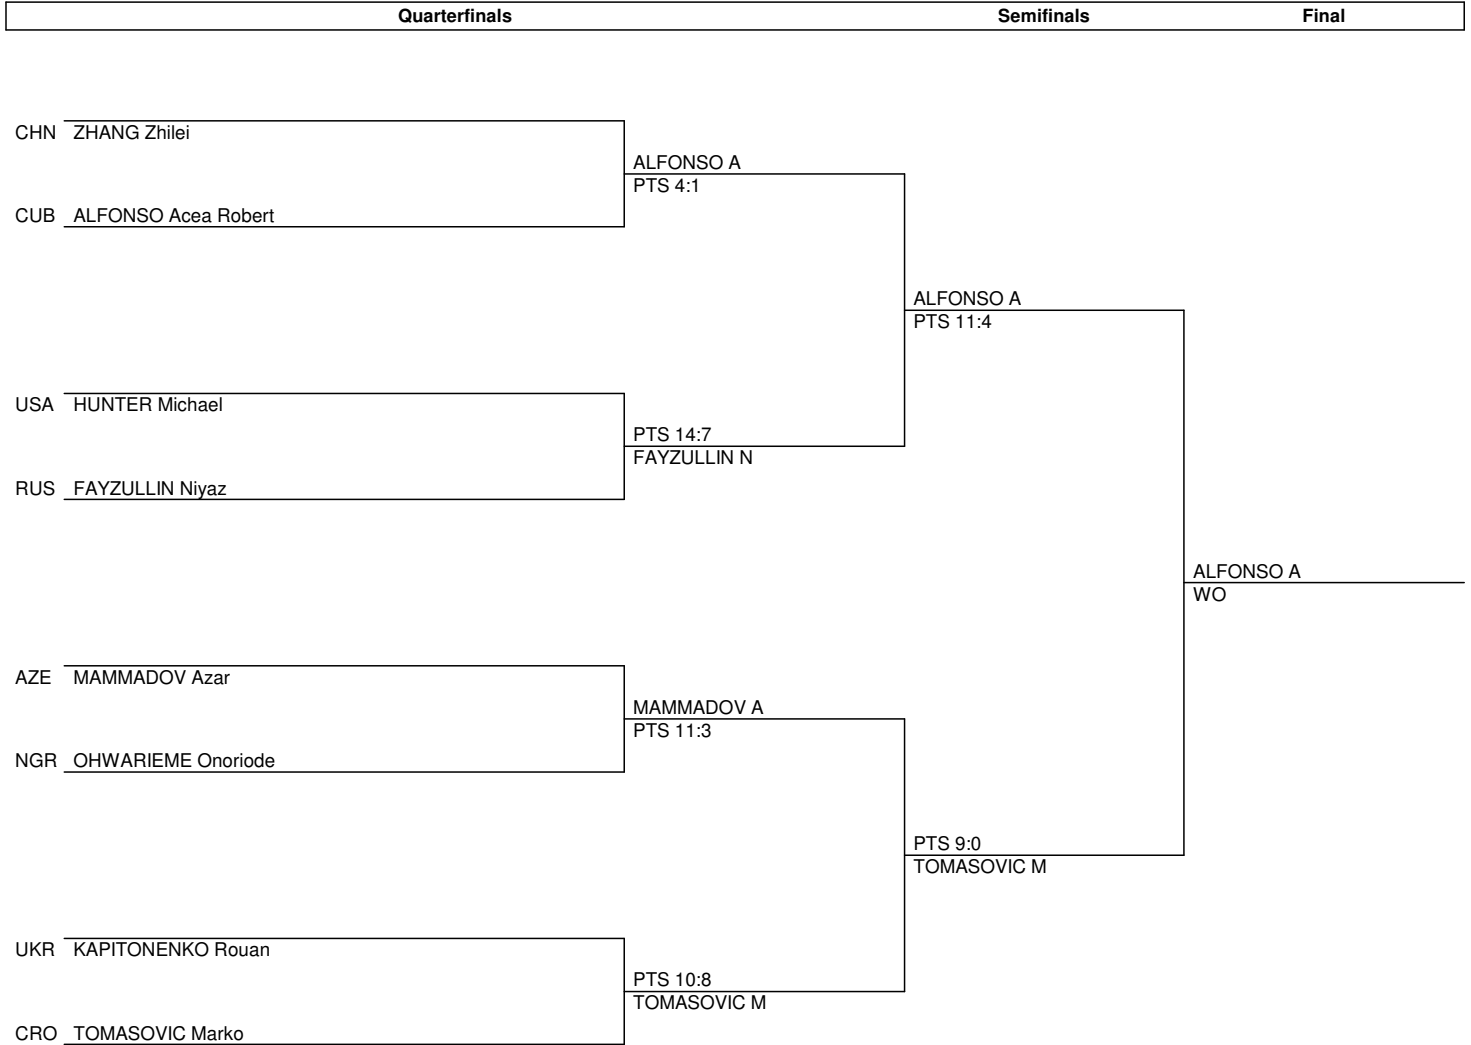 Quarterfinals Semifinals Final
CHN ZHANG Zhilei
ALFONSO A
PTS 4:1
CUB ALFONSO Acea Robert
ALFONSO A
PTS 11:4
USA HUNTER Michael
PTS 14:7
FAYZULLIN N
RUS FAYZULLIN Niyaz
ALFONSO A
WO
AZE MAMMADOV Azar
MAMMADOV A
PTS 11:3
NGR OHWARIEME Onoriode
PTS 9:0
TOMASOVIC M
UKR KAPITONENKO Rouan
PTS 10:8
TOMASOVIC M
CRO TOMASOVIC Marko